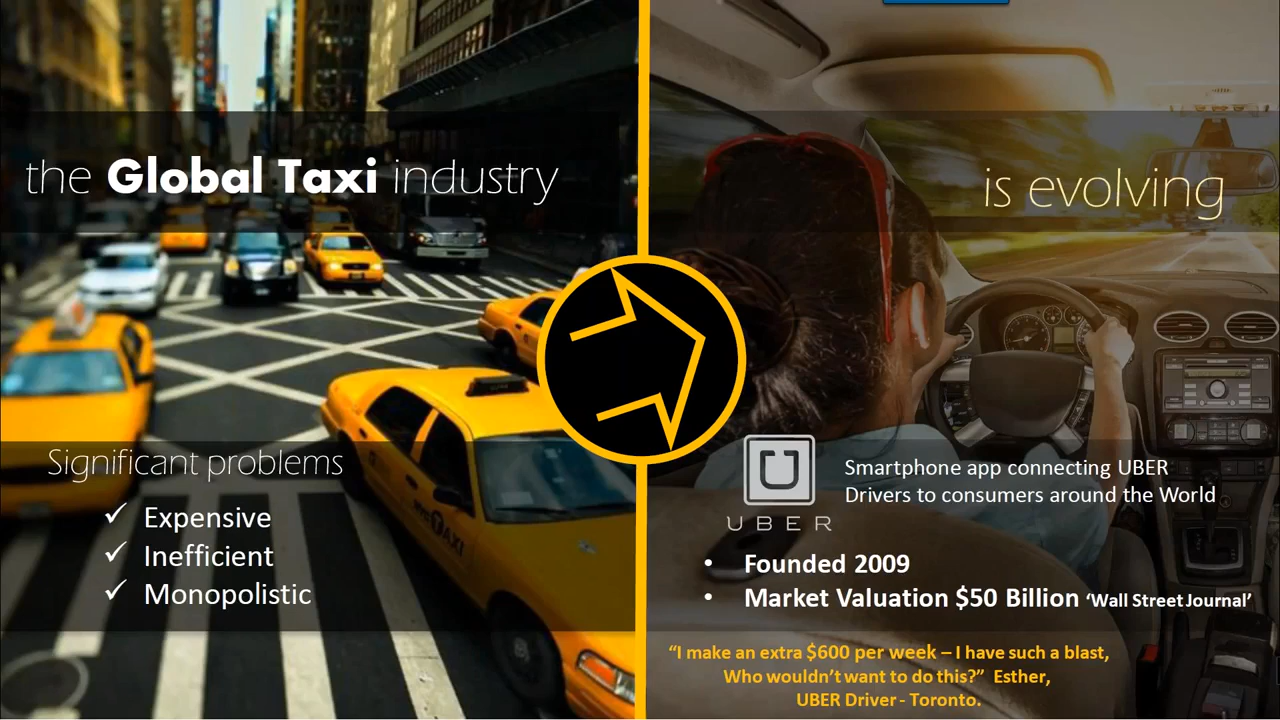 the Global Taxi industry
Significant problems
✓ Expensive
✓ Inefficient
✓ Monopolistic
is evolving
U
UBER
Smartphone app connecting UBER
Drivers to consumers around the World
• Founded 2009
• Market Valuation $50 Billion ‘Wall Street Journal’
“I make an extra $600 per week – I have such a blast,
Who wouldn’t want to do this?” Esther,
UBER Driver - Toronto.
NYC TAXI